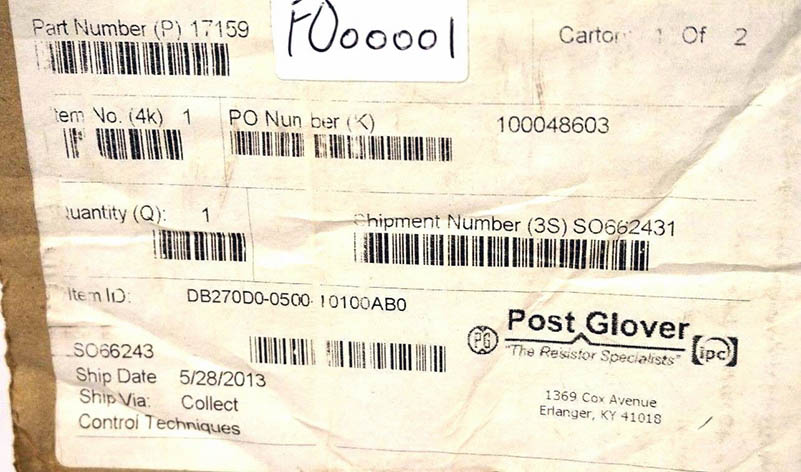 Part Number (P) 17159
F000001
Carton 1 Of 2
Item No. (4k) 1
PO Number (K) 100048603
Quantity (Q): 1
Shipment Number (3S) SO662431
Item ID: DB270D0-0500-10100AB0
Post Glover
PG
"The Resistor Specialists"
ipc
SO66243
Ship Date 5/28/2013
Ship Via: Collect
Control Techniques
1369 Cox Avenue
Erlanger, KY 41018